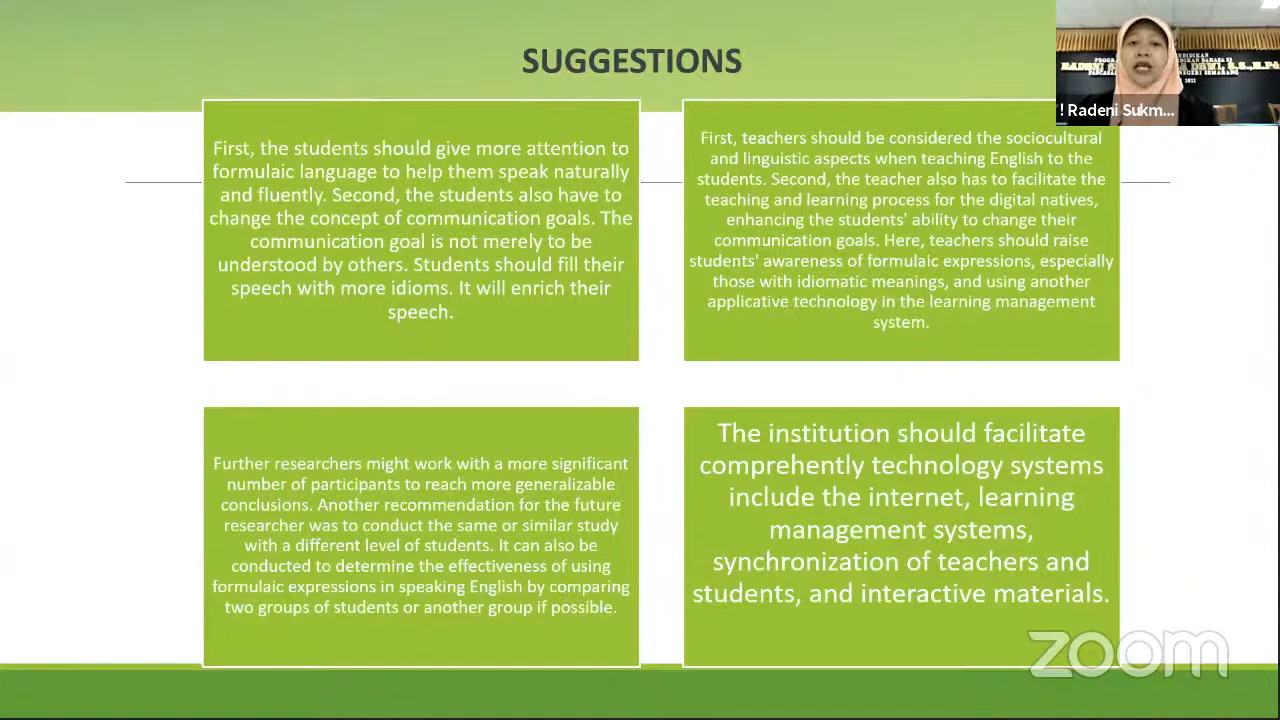 SUGGESTIONS
First, the students should give more attention to
formulaic language to help them speak naturally
and fluently. Second, the students also have to
change the concept of communication goals. The
communication goal is not merely to be
understood by others. Students should fill their
speech with more idioms. It will enrich their
speech.
First, teachers should be considered the sociocultural
and linguistic aspects when teaching English to the
students. Second, the teacher also has to facilitate the
teaching and learning process for the digital natives,
enhancing the students' ability to change their
communication goals. Here, teachers should raise
students' awareness of formulaic expressions, especially
those with idiomatic meanings, and using another
applicative technology in the learning management
system.
Further researchers might work with a more significant
number of participants to reach more generalizable
conclusions. Another recommendation for the future
researcher was to conduct the same or similar study
with a different level of students. It can also be
conducted to determine the effectiveness of using
formulaic expressions in speaking English by comparing
two groups of students or another group if possible.
The institution should facilitate
comprehently technology systems
include the internet, learning
management systems,
synchronization of teachers and
students, and interactive materials.
! Radeni Sukm...
zoom